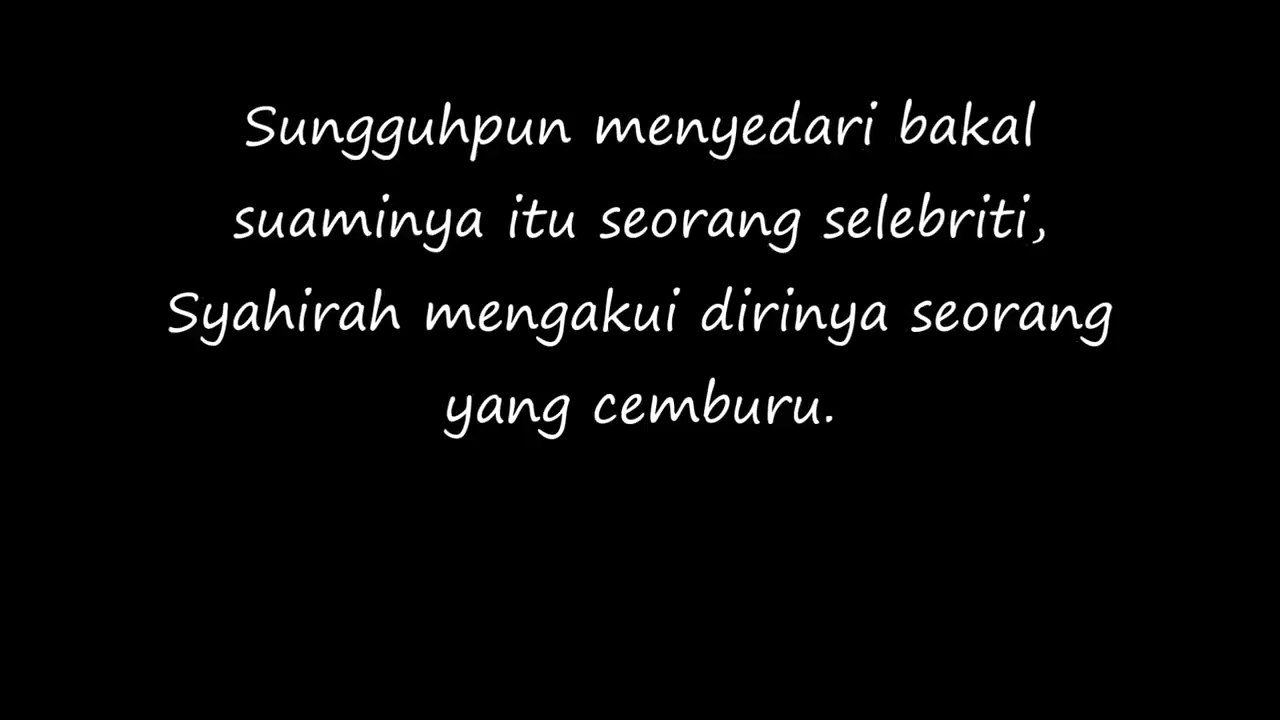 Sungguhpun menyedari bakal
suaminya itu seorang selebriti,
Syahirah mengakui dirinya seorang
yang cemburu.